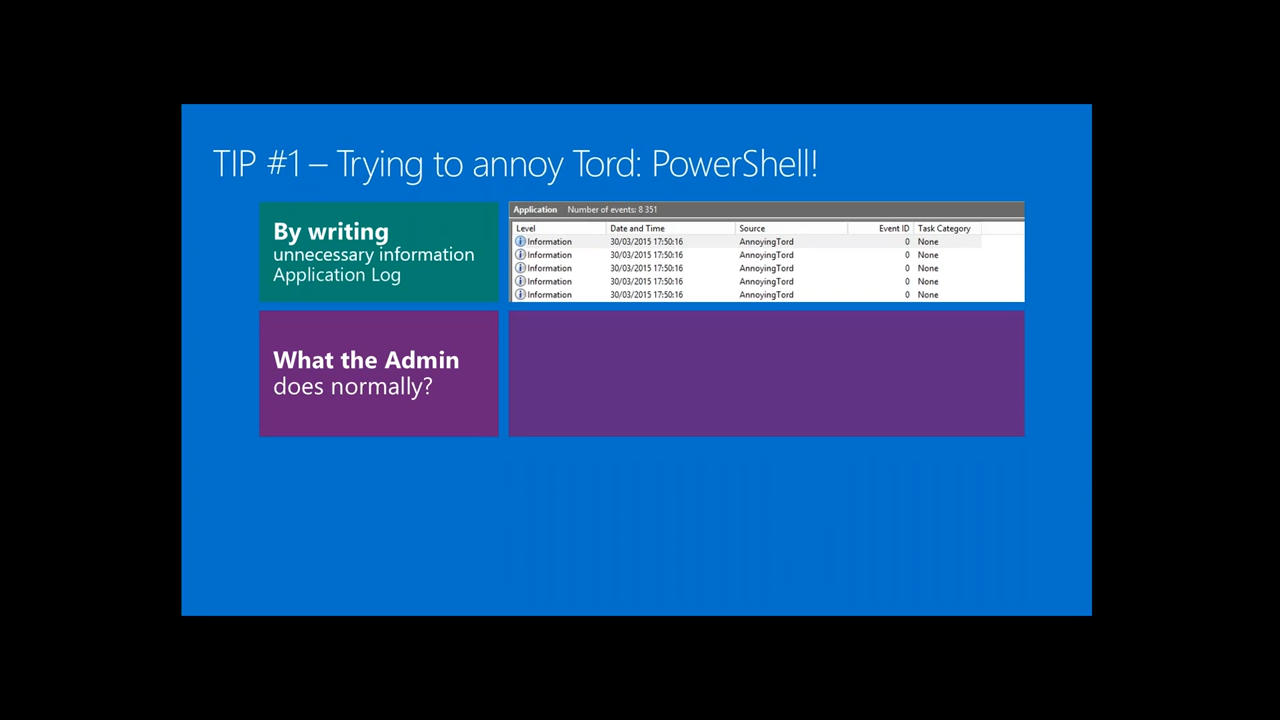 TIP #1 – Trying to annoy Tord: PowerShell!
By writing
unnecessary information
Application Log
Application Number of events: 8 351
Level Date and Time Source Event ID Task Category
Information 30/03/2015 17:50:16 AnnoyingTord 0 None
Information 30/03/2015 17:50:16 AnnoyingTord 0 None
Information 30/03/2015 17:50:16 AnnoyingTord 0 None
Information 30/03/2015 17:50:16 AnnoyingTord 0 None
Information 30/03/2015 17:50:16 AnnoyingTord 0 None
What the Admin
does normally?